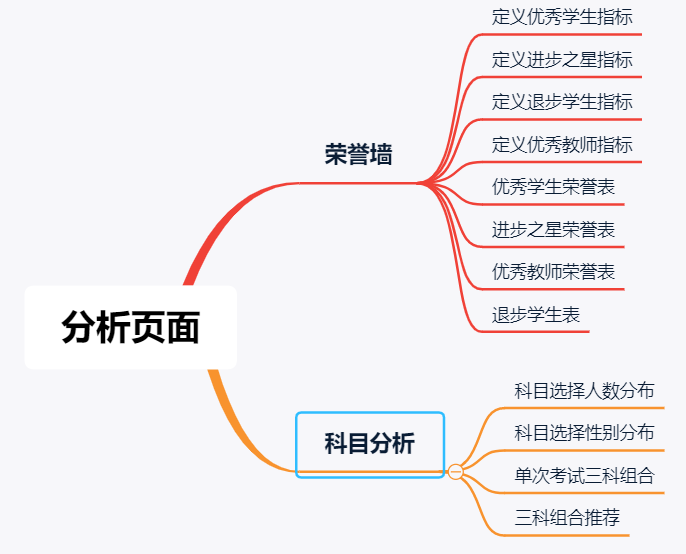 分析页面
荣誉墙
定义优秀学生指标
定义进步之星指标
定义退步学生指标
定义优秀教师指标
优秀学生荣誉表
进步之星荣誉表
优秀教师荣誉表
退步学生表
科目分析
科目选择人数分布
科目选择性别分布
单次考试三科组合
三科组合推荐